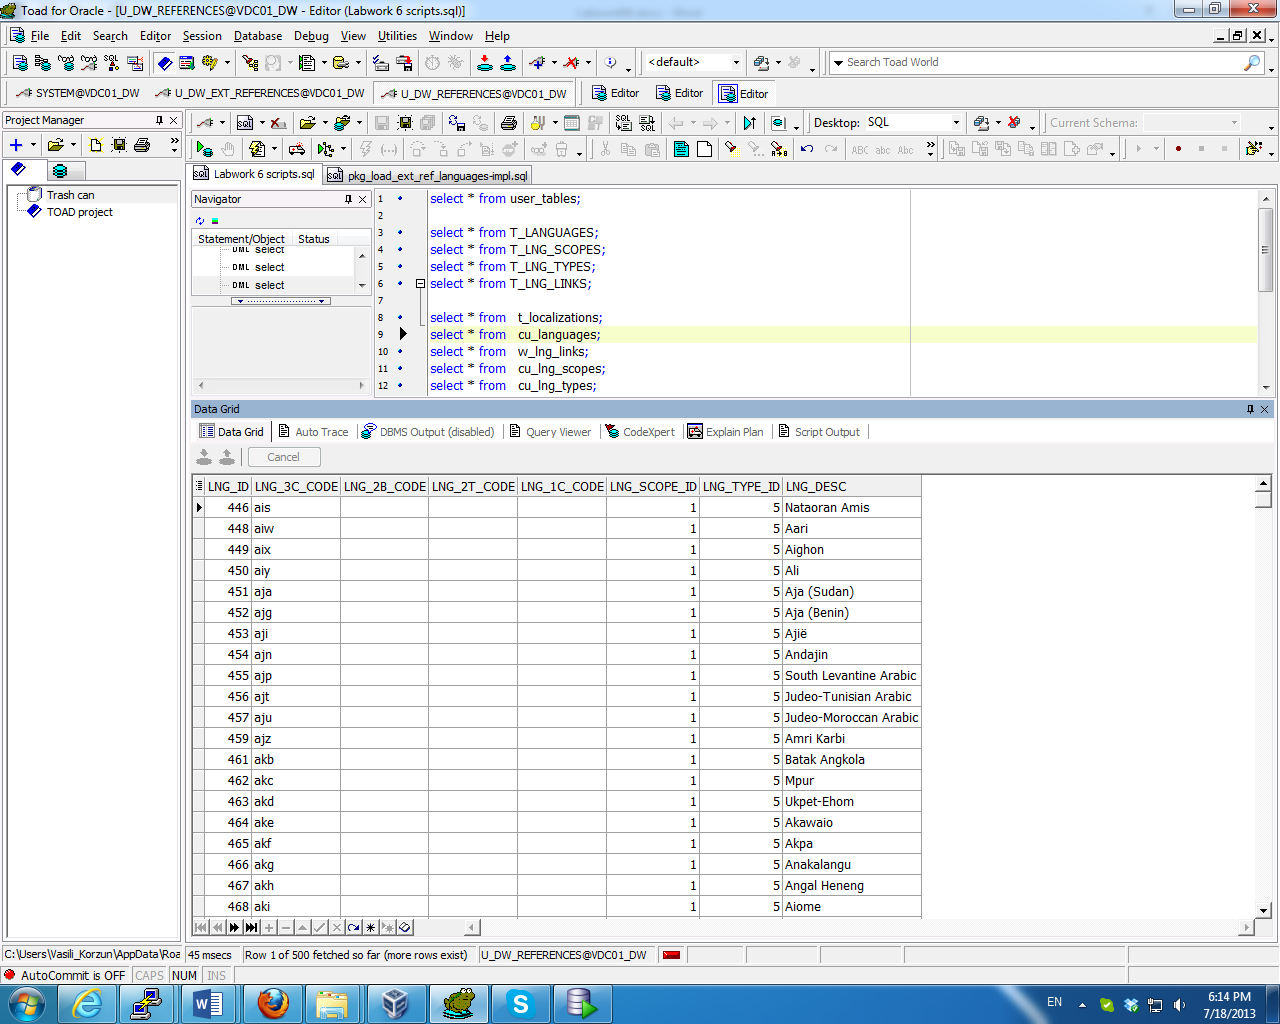 Toad for Oracle - [U_DW_REFERENCES@VDC01_DW - Editor (Labwork 6 scripts.sql)]
File Edit Search Editor Session Database Debug View Utilities Window Help
<default> Search Toad World
SYSTEM@VDC01_DW U_DW_EXT_REFERENCES@VDC01_DW U_DW_REFERENCES@VDC01_DW Editor Editor Editor
Project Manager
Desktop: SQL Current Schema:
Trash can
TOAD project
Labwork 6 scripts.sql pkg_load_ext_ref_languages-impl.sql
Navigator
Statement/Object Status
DML select
DML select
DML select
1 select * from user_tables;
2
3 select * from T_LANGUAGES;
4 select * from T_LNG_SCOPES;
5 select * from T_LNG_TYPES;
6 select * from T_LNG_LINKS;
7
8 select * from t_localizations;
9 select * from cu_languages;
10 select * from w_lng_links;
11 select * from cu_lng_scopes;
12 select * from cu_lng_types;
Data Grid
Data Grid Auto Trace DBMS Output (disabled) Query Viewer CodeXpert Explain Plan Script Output
Cancel
LNG_ID LNG_3C_CODE LNG_2B_CODE LNG_2T_CODE LNG_1C_CODE LNG_SCOPE_ID LNG_TYPE_ID LNG_DESC
446 ais 1 5 Nataoran Amis
448 aiw 1 5 Aari
449 aix 1 5 Aighon
450 aiy 1 5 Ali
451 aja 1 5 Aja (Sudan)
452 ajg 1 5 Aja (Benin)
453 aji 1 5 Ajië
454 ajn 1 5 Andajin
455 ajp 1 5 South Levantine Arabic
456 ajt 1 5 Judeo-Tunisian Arabic
457 aju 1 5 Judeo-Moroccan Arabic
459 ajz 1 5 Amri Karbi
461 akb 1 5 Batak Angkola
462 akc 1 5 Mpur
463 akd 1 5 Ukpet-Ehom
464 ake 1 5 Akawaio
465 akf 1 5 Akpa
466 akg 1 5 Anakalangu
467 akh 1 5 Angal Heneng
468 aki 1 5 Aiome
C:\Users\Vasili_Korzun\AppData\Roa 45 msecs Row 1 of 500 fetched so far (more rows exist) U_DW_REFERENCES@VDC01_DW
AutoCommit is OFF CAPS NUM INS
EN 6:14 PM
7/18/2013